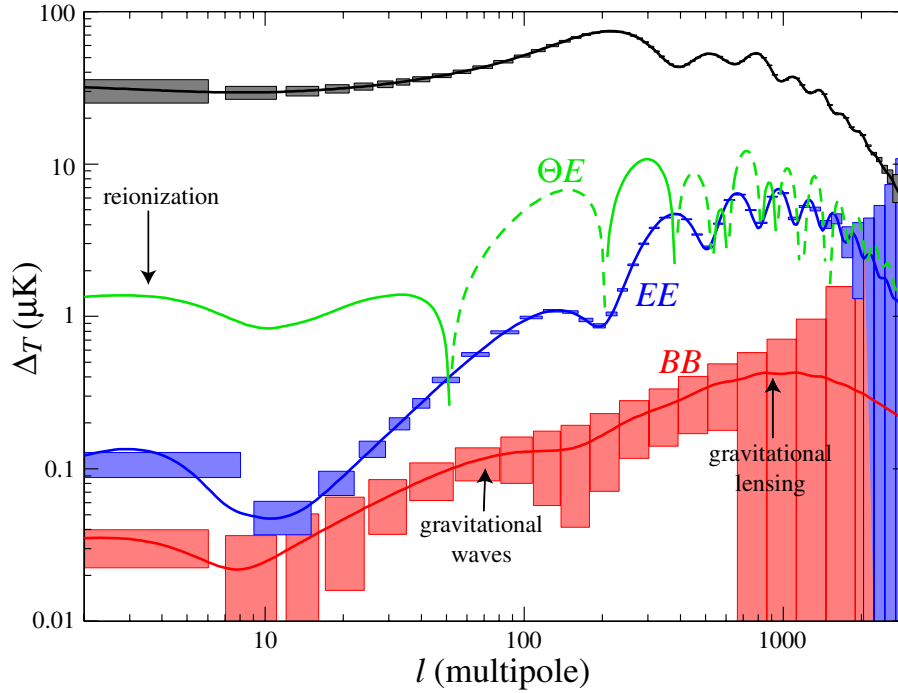 100
10
1
0.1
0.01
Δ_T (μK)
reionization
ΘE
EE
BB
gravitational
waves
gravitational
lensing
10
100
1000
l (multipole)